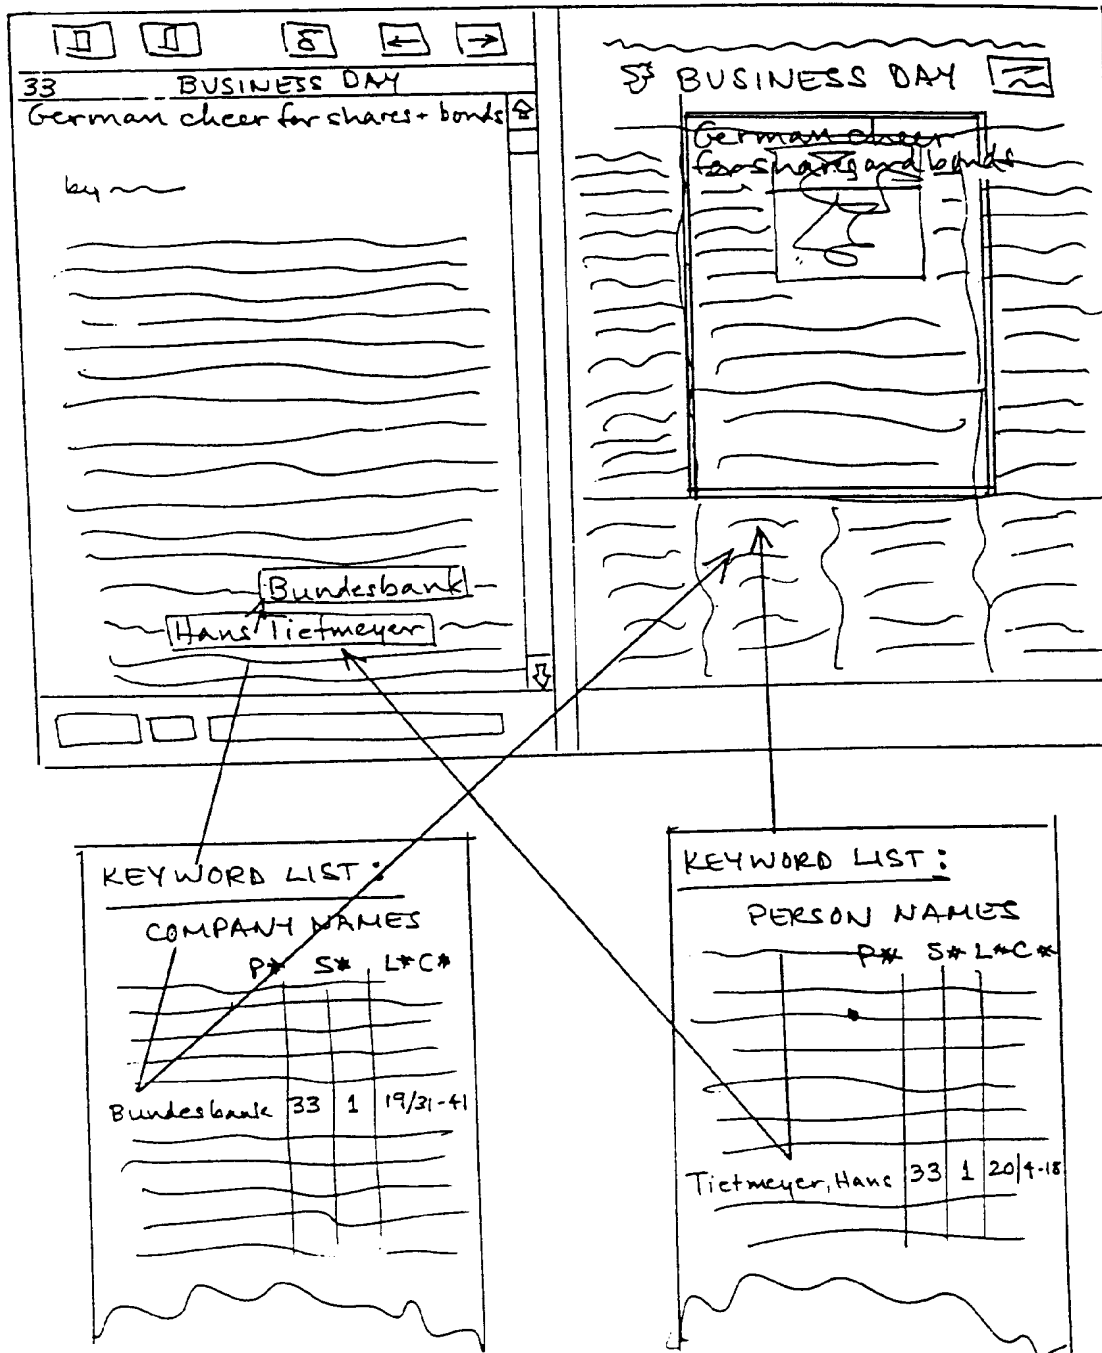 33 BUSINESS DAY
German cheer for shares + bonds
by
Bundesbank
Hans Tietmeyer
BUSINESS DAY
German cheer
for shares and bonds
KEYWORD LIST:
COMPANY NAMES
P* S* L*C*
Bundesbank 33 1 19/31-41
KEYWORD LIST:
PERSON NAMES
P* S* L*C*
Tietmeyer, Hans 33 1 20/4-18